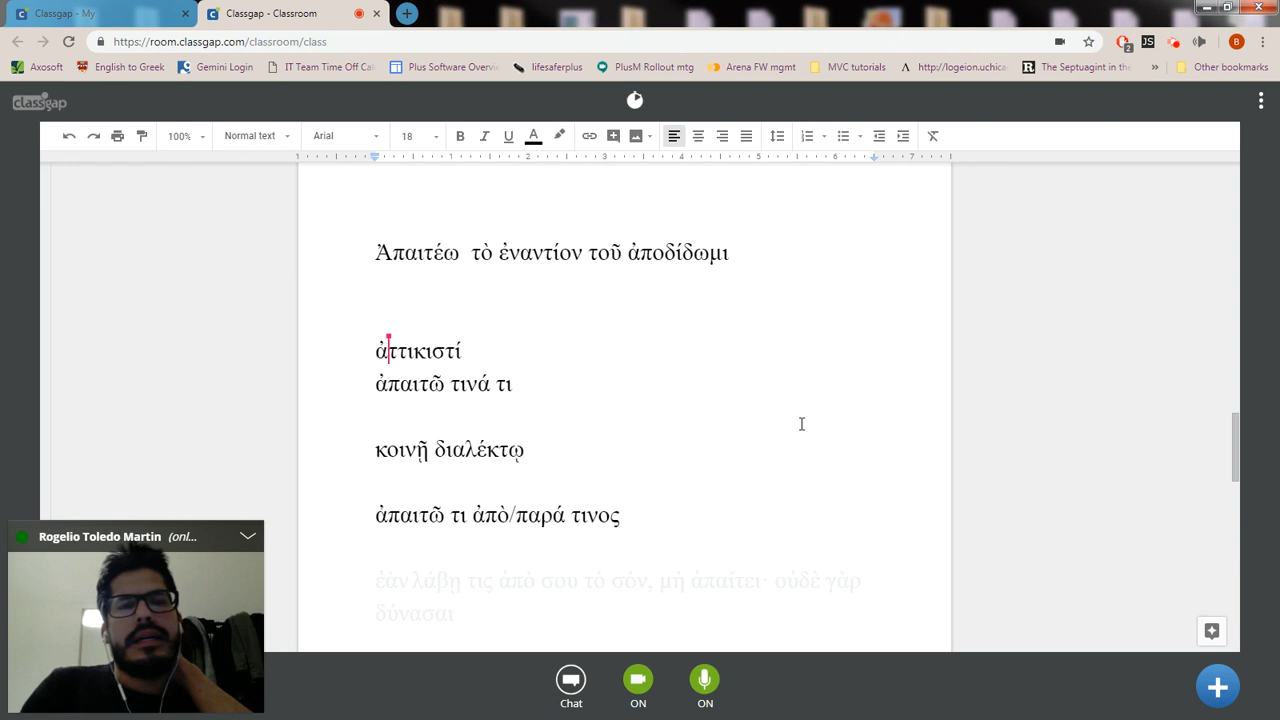 Classgap - My
Classgap - Classroom
https://room.classgap.com/classroom/class
Axosoft
English to Greek
Gemini Login
IT Team Time Off Cal
Plus Software Overvi
lifesaferplus
PlusM Rollout mtg
Arena FW mgmt
MVC tutorials
http://logeion.uchica
The Septuagint in the
»
Other bookmarks
classgap
100%
Normal text
Arial
18
Ἀπαιτέω τὸ ἐναντίον τοῦ ἀποδίδωμι
ἀττικιστί
ἀπαιτῶ τινά τι
κοινῇ διαλέκτῳ
ἀπαιτῶ τι ἀπὸ/παρά τινος
ἐὰν λάβῃ τις ἀπὸ σου τὸ σόν, μὴ ἀπαίτει· οὐδὲ γὰρ
δύνασαι
Rogelio Toledo Martin (onl...
Chat
ON
ON